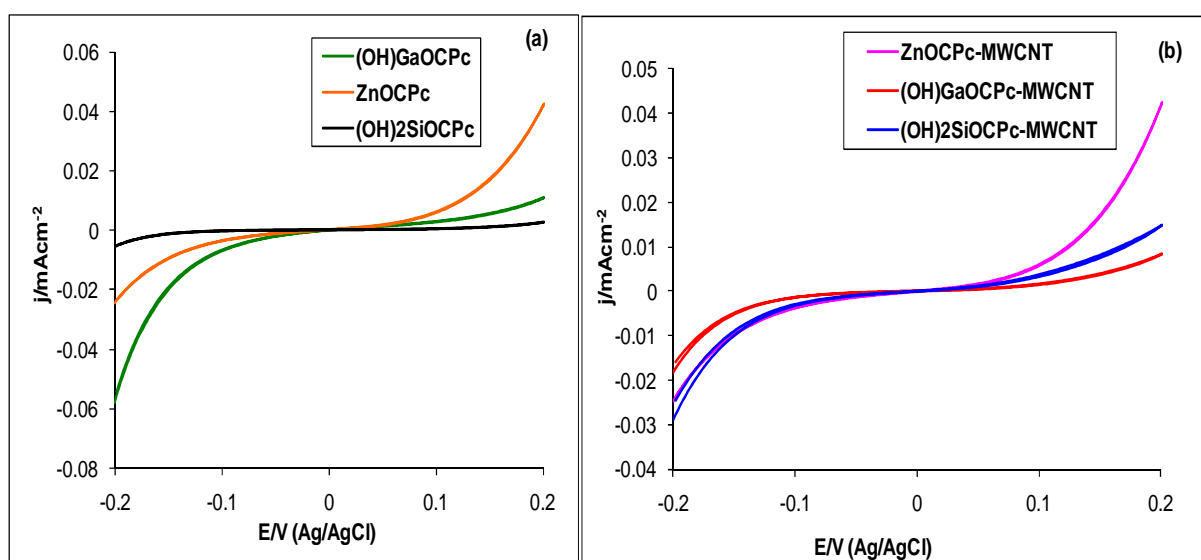 (a)
(OH)GaOCPc
ZnOCPc
(OH)2SiOCPc
0.06
0.04
0.02
0
-0.02
-0.04
-0.06
-0.08
j/mAcm⁻²
-0.2
-0.1
0
0.1
0.2
E/V (Ag/AgCl)
(b)
ZnOCPc-MWCNT
(OH)GaOCPc-MWCNT
(OH)2SiOCPc-MWCNT
0.05
0.04
0.03
0.02
0.01
0
-0.01
-0.02
-0.03
-0.04
j/mAcm⁻²
-0.2
-0.1
0
0.1
0.2
E/V (Ag/AgCl)